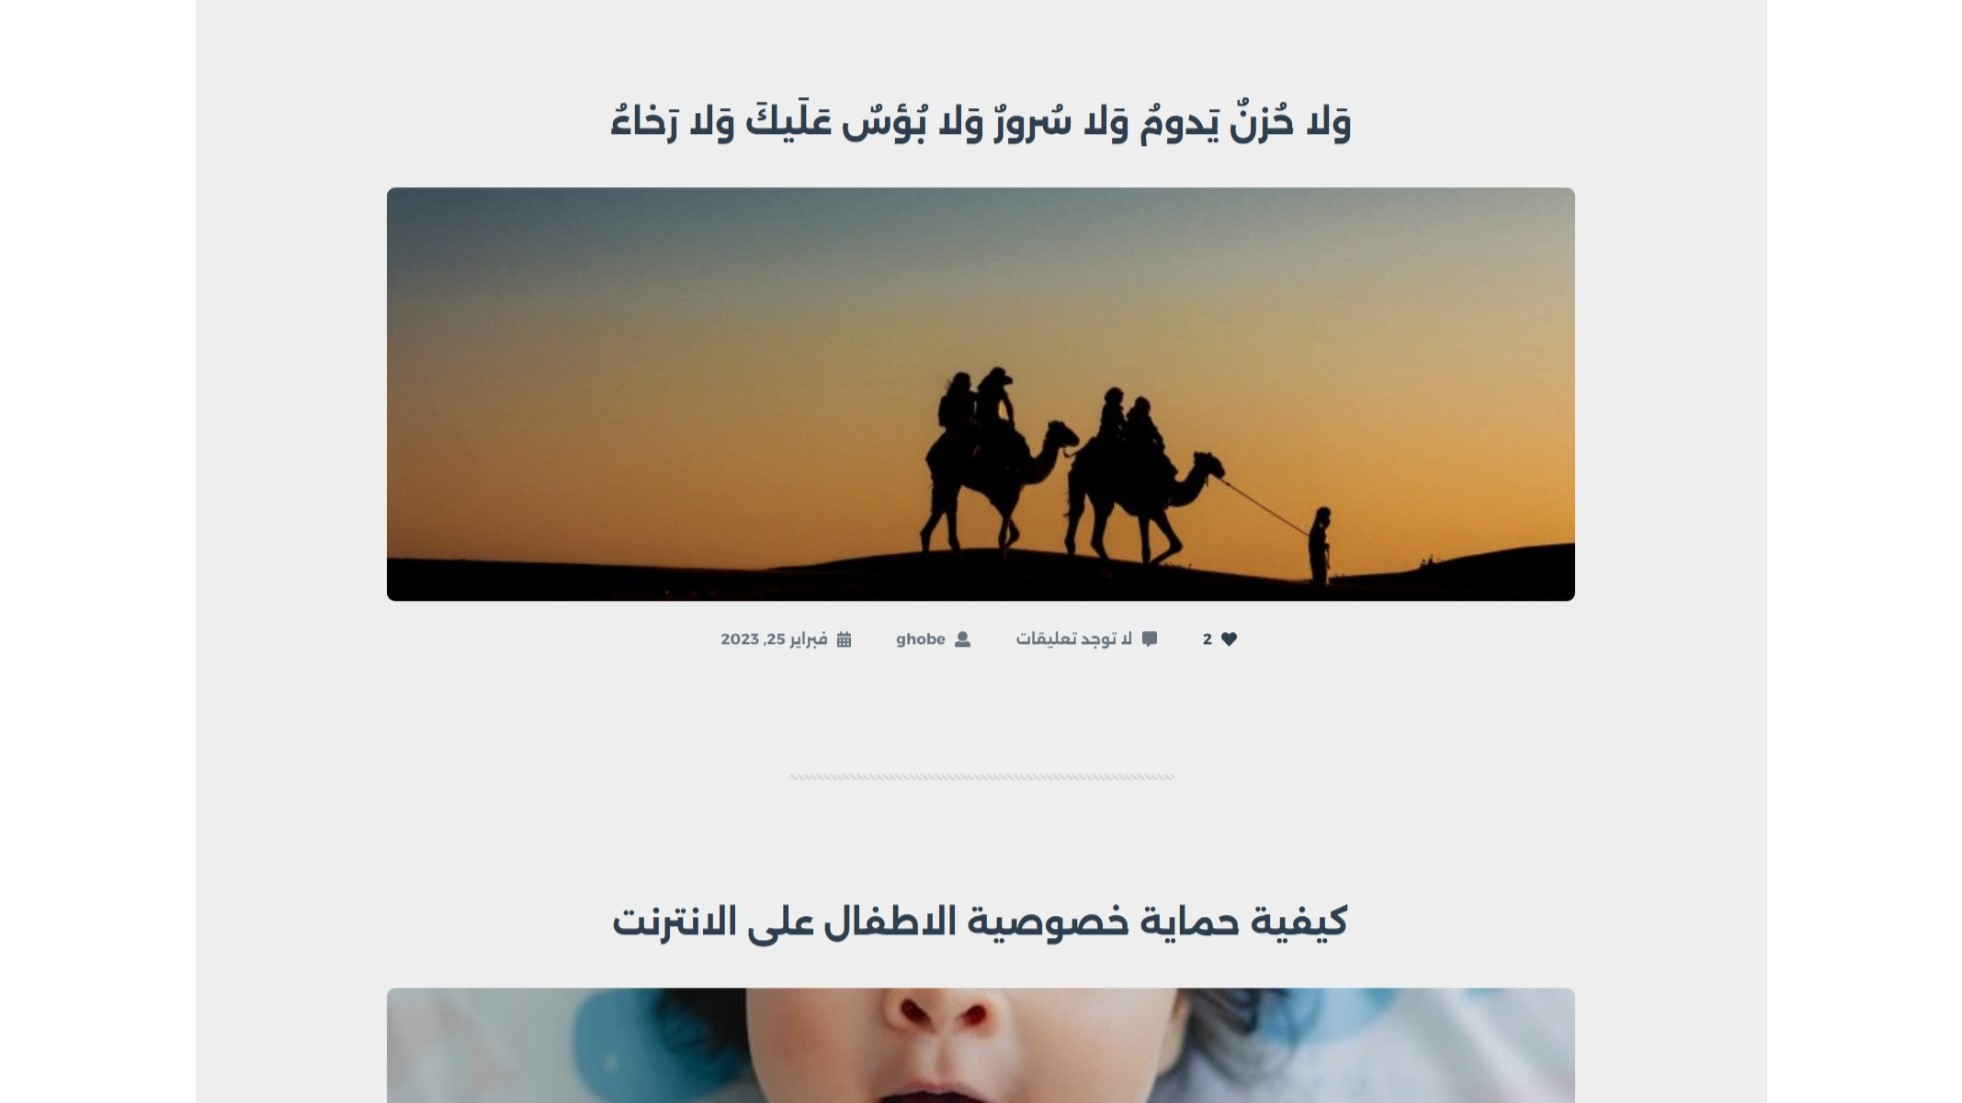 وَلا حُزنٌ يَدومُ وَلا سُرورٌ وَلا بُؤسٌ عَلَيكَ وَلا رَخاءُ
2 لا توجد تعليقات ghobe فبراير 25, 2023
كيفية حماية خصوصية الاطفال على الانترنت